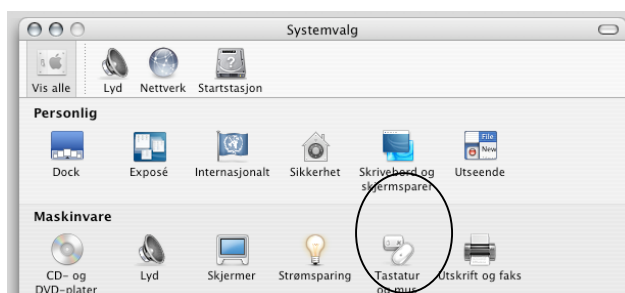 Systemvalg
Vis alle Lyd Nettverk Startstasjon
Personlig
Dock Exposé Internasjonalt Sikkerhet Skrivebord og skjermsparer Utseende
File
New
Maskinvare
CD- og DVD-plater Lyd Skjermer Strømsparing Tastatur og mus Utskrift og faks